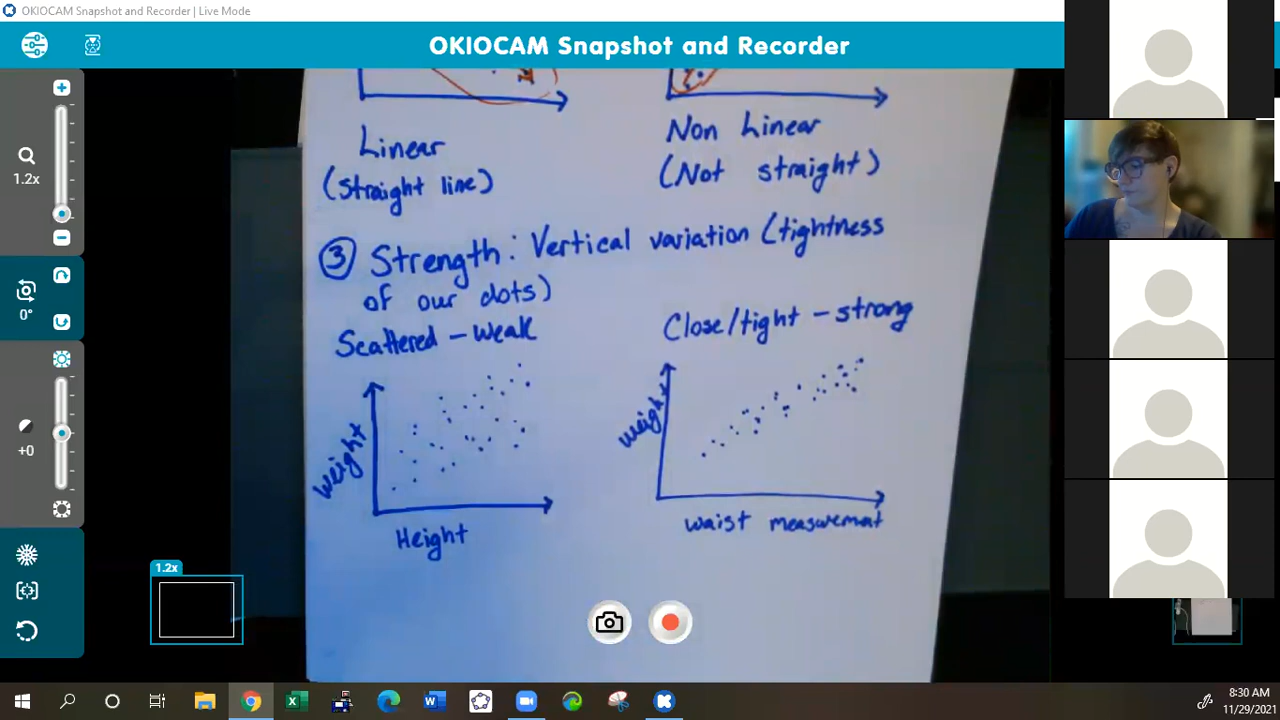 OKIOCAM Snapshot and Recorder | Live Mode
OKIOCAM Snapshot and Recorder
1.2x
0°
+0
1.2x
Linear
(straight line)
Non Linear
(Not straight)
③ Strength: Vertical variation (tightness
of our dots)
Scattered - weak
Close/tight - strong
Weight
Height
Weight
waist measuremat
8:30 AM
11/29/2021